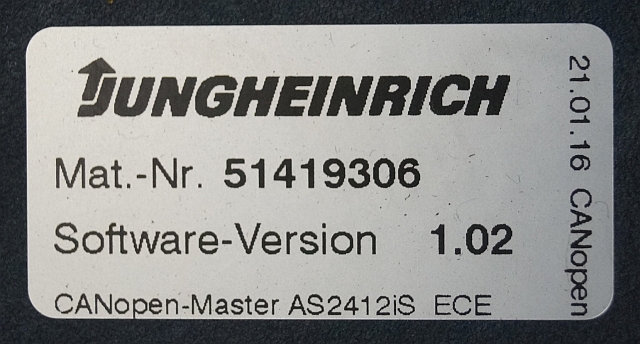 JUNGHEINRICH
Mat.-Nr. 51419306
Software-Version 1.02
CANopen-Master AS2412iS ECE
21.01.16 CANopen